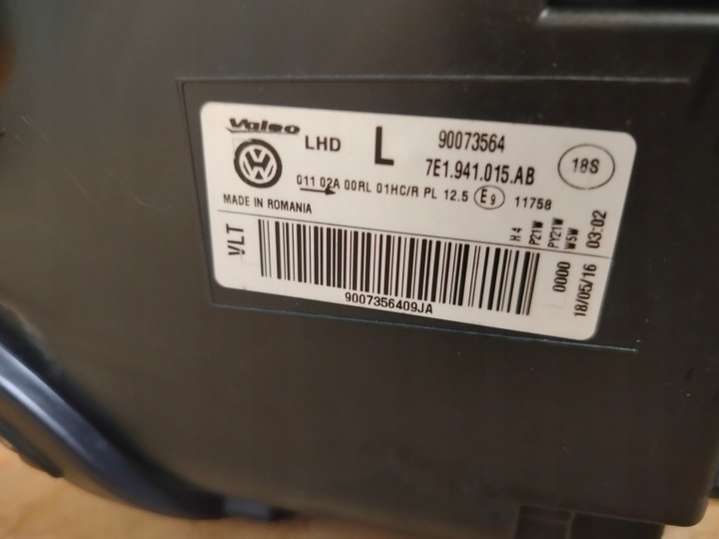 Valeo
LHD L 90073564
7E1.941.015.AB 18S
011 02A 00RL 01HC/R PL 12.5 E9 11758
MADE IN ROMANIA
VLT
H4
P21W
PY21W
W5W
03:02
0000
18/05/16
9007356409JA